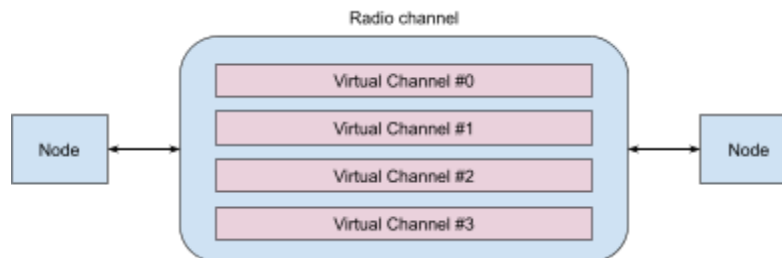 Radio channel
Virtual Channel #0
Virtual Channel #1
Node
Node
Virtual Channel #2
Virtual Channel #3